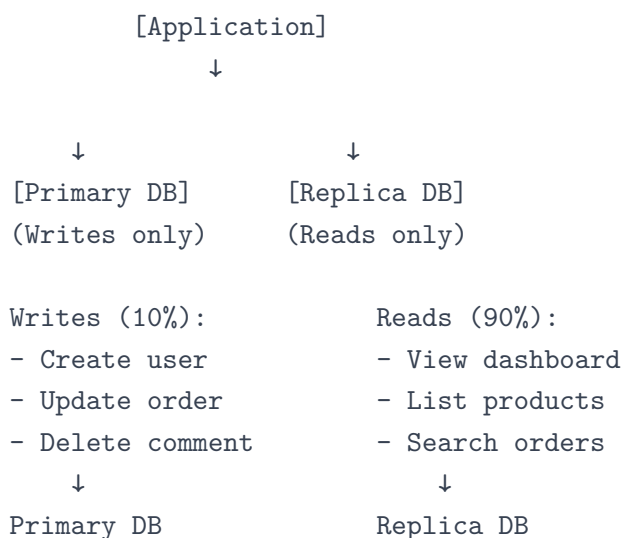 [Application]
↓
↓ ↓
[Primary DB] [Replica DB]
(Writes only) (Reads only)
Writes (10%): Reads (90%):
- Create user - View dashboard
- Update order - List products
- Delete comment - Search orders
↓ ↓
Primary DB Replica DB